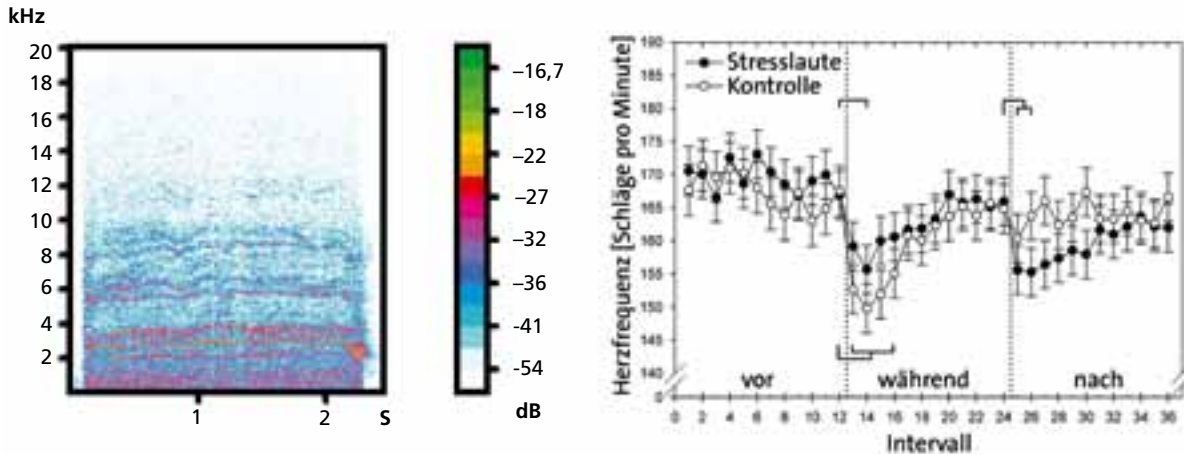 kHz
20
18
16
14
12
10
8
6
4
2
1
2
S
–16,7
–18
–22
–27
–32
–36
-41
-54
dB
Herzfrequenz [Schläge pro Minute]
190
185
180
175
170
165
160
155
150
145
140
0
Stresslaute
Kontrolle
vor
während
nach
0 2 4 6 8 10 12 14 16 18 20 22 24 26 28 30 32 34 36
Intervall